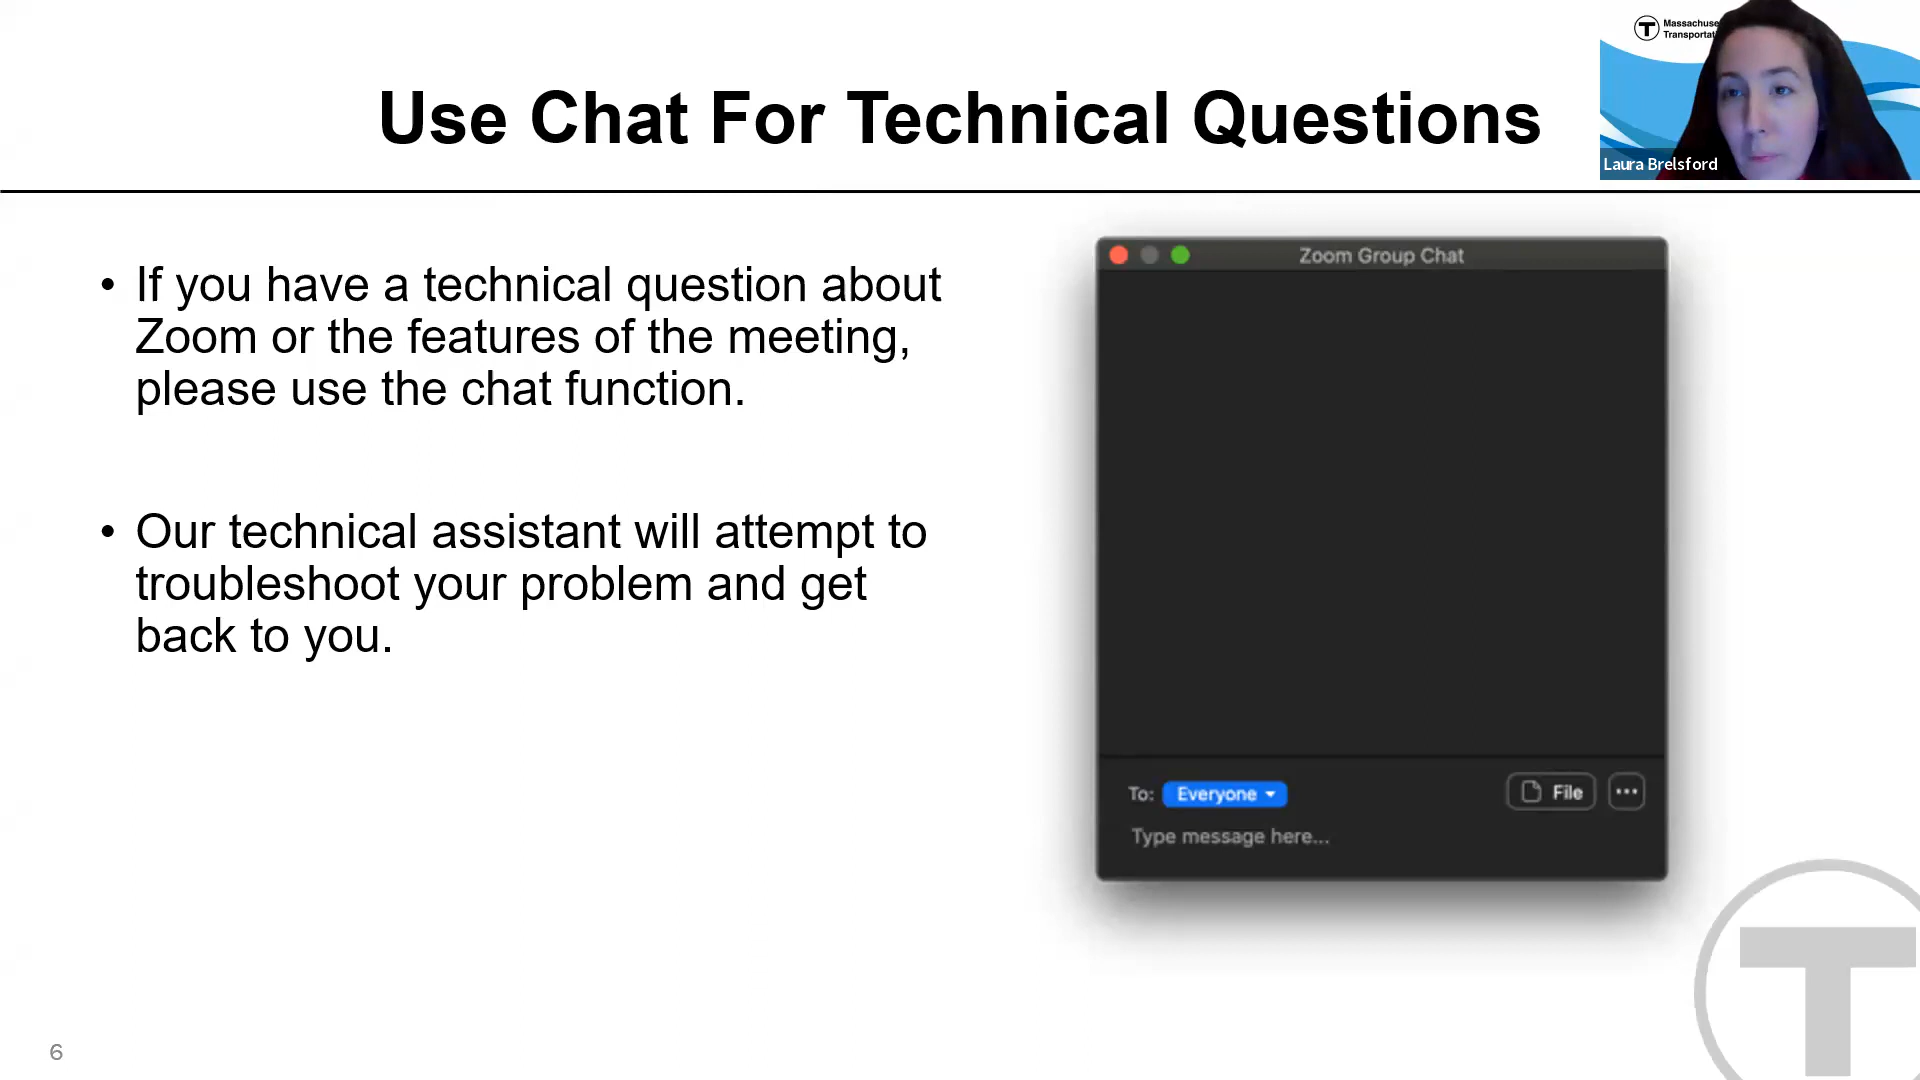 Massachuse
Transportat
Use Chat For Technical Questions
Laura Brelsford
• If you have a technical question about
Zoom or the features of the meeting,
please use the chat function.
• Our technical assistant will attempt to
troubleshoot your problem and get
back to you.
Zoom Group Chat
To: Everyone
File
Type message here...
T
6